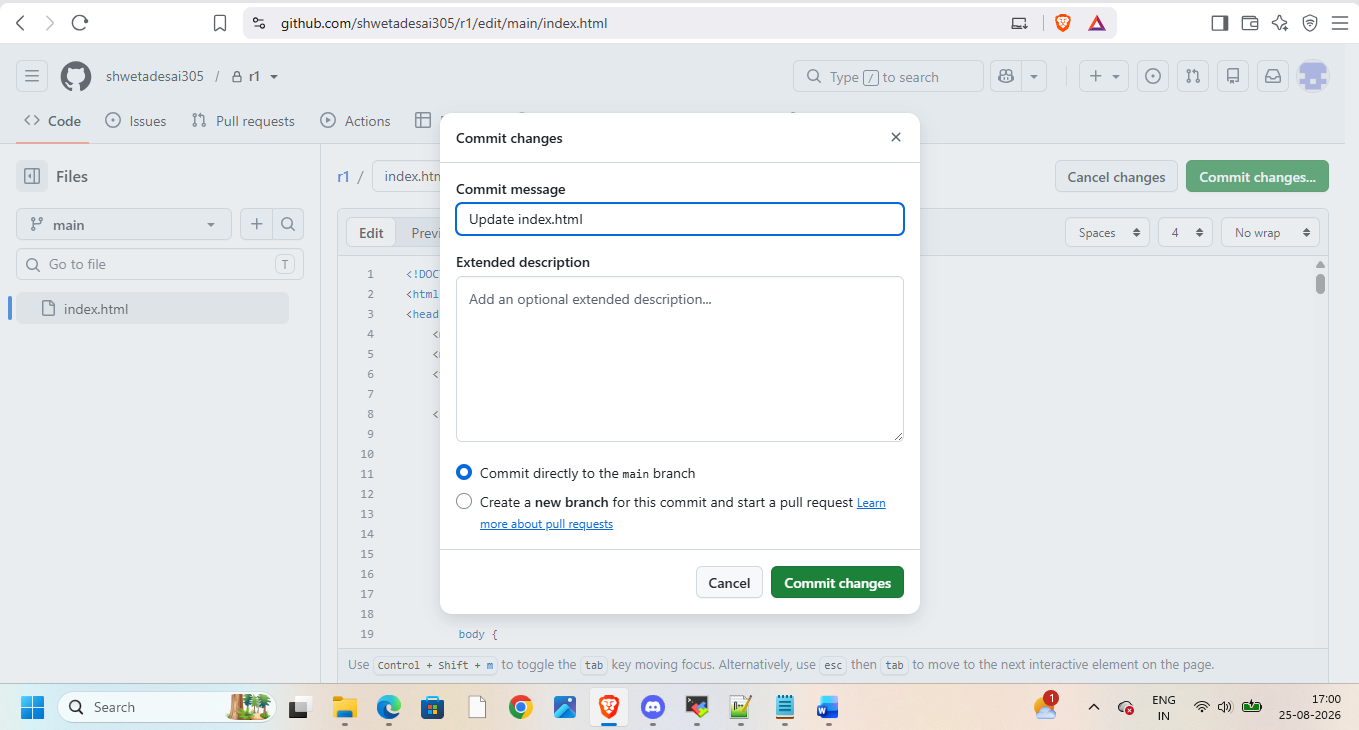 github.com/shwetadesai305/r1/edit/main/index.html
shwetadesai305 / r1
Type / to search
Code Issues Pull requests Actions
Commit changes
Files
r1 / index.htm
Cancel changes Commit changes...
Commit message
Update index.html
main
Edit Previ
Spaces 4 No wrap
Extended description
Add an optional extended description...
Go to file T
index.html
1 <!DOC
2 <html
3 <head
4 <
5 <
6 <
7
8 <
9
10
11
12
13
14
15
16
17
18
19 body {
Commit directly to the main branch
Create a new branch for this commit and start a pull request Learn
more about pull requests
Cancel Commit changes
Use Control + Shift + m to toggle the tab key moving focus. Alternatively, use esc then tab to move to the next interactive element on the page.
Search
1
ENG
IN
17:00
25-08-2026